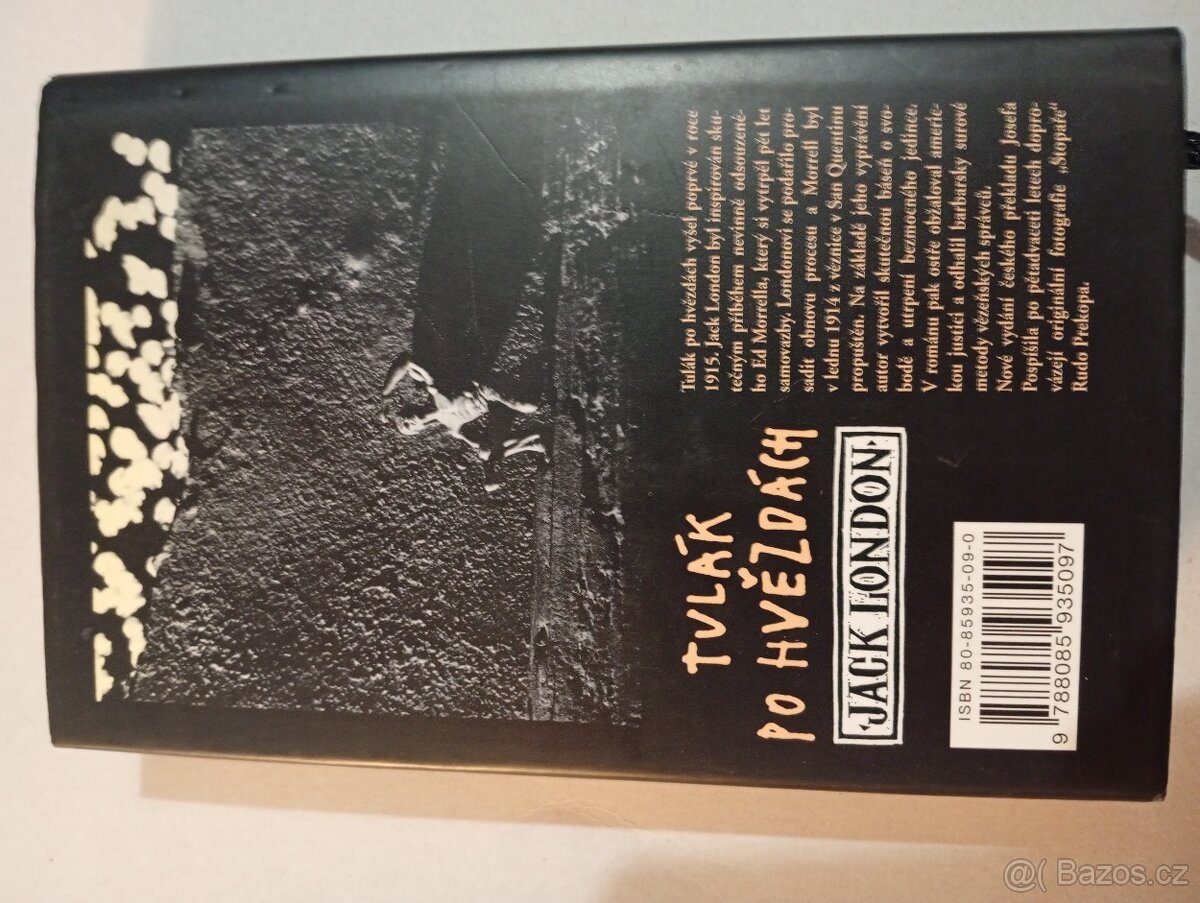 Tulák po hvězdách vyšel poprvé v roce
1915. Jack London byl inspirován sku-
tečným příběhem nevinně odsouzené-
ho Ed Morrella, který si vytrpěl pět let
samovazby. Londonovi se podařilo pro-
sadit obnovu procesu a Morrell byl
v lednu 1914 z věznice v San Quentinu
propuštěn. Na základě jeho vyprávění
autor vytvořil skutečnou báseň o svo-
bodě a utrpení bezmocného jedince.
V románu pak ostře obžaloval americ-
kou justici a odhalil barbarsky surové
metody vězeňských správců.
Nové vydání českého překladu Josefa
Pospíšila po pětadvaceti letech dopro-
vázejí originální fotografie „Stopaře“
Rudo Prekopa.
TULÁK
PO HVĚZDÁCH
JACK LONDON
ISBN 80-85935-09-0
9 788085 935097
@( Bazos.cz